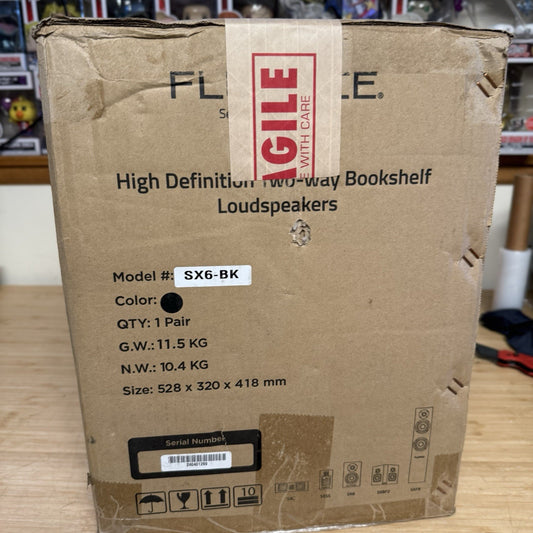 FL E®
Se
AGILE
E WITH CARE
High Definition Two-way Bookshelf
Loudspeakers
Model #: SX6-BK
Color:
QTY: 1 Pair
G.W.: 11.5 KG
N.W.: 10.4 KG
Size: 528 x 320 x 418 mm
Serial Number
10